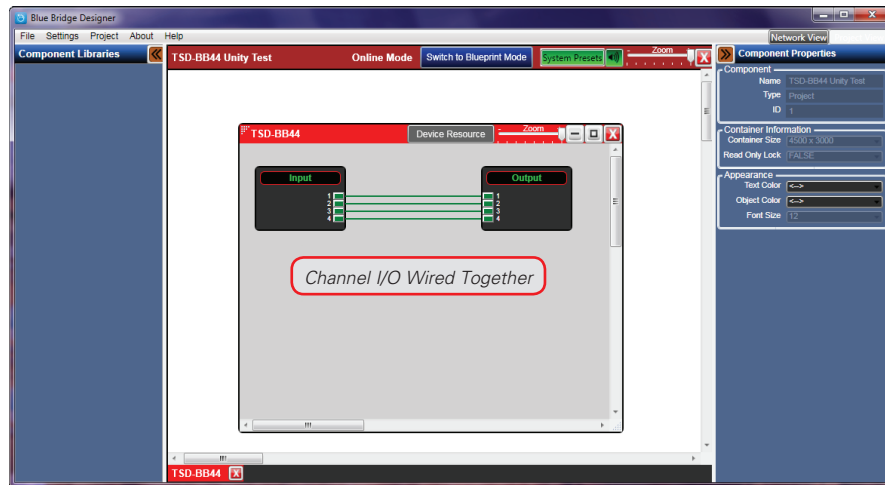 Blue Bridge Designer
File Settings Project About Help
Network View
Component Libraries
TSD-BB44 Unity Test
Online Mode
Switch to Blueprint Mode
System Presets
Zoom
X
Component Properties
Component
Name TSD-BB44 Unity Test
Type Project
ID 1
Container Information
Container Size 4500 x 3000
Read Only Lock FALSE
Appearance
Text Color <-->
Object Color <-->
Font Size 12
TSD-BB44
Device Resource
Zoom
X
Input
1
2
3
4
Output
1
2
3
4
Channel I/O Wired Together
TSD-BB44 X